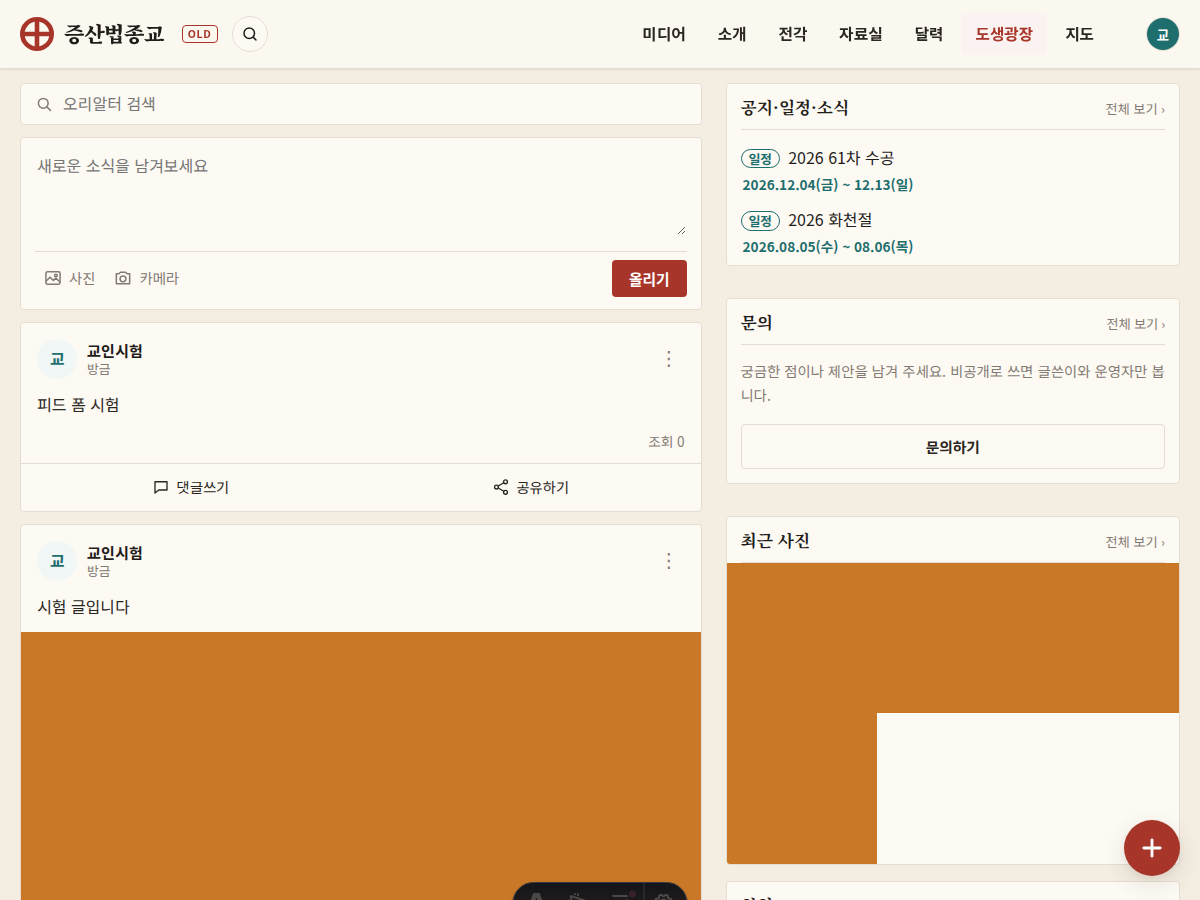 증산법종교
OLD
미디어
소개
전각
자료실
달력
도생광장
지도
교
오리알터 검색
새로운 소식을 남겨보세요
사진
카메라
올리기
교
교인시험
방금
피드 폼 시험
조회 0
댓글쓰기
공유하기
교
교인시험
방금
시험 글입니다
공지·일정·소식
전체 보기 ›
일정 2026 61차 수공
2026.12.04(금) ~ 12.13(일)
일정 2026 화천절
2026.08.05(수) ~ 08.06(목)
문의
전체 보기 ›
궁금한 점이나 제안을 남겨 주세요. 비공개로 쓰면 글쓴이와 운영자만 봅
니다.
문의하기
최근 사진
전체 보기 ›